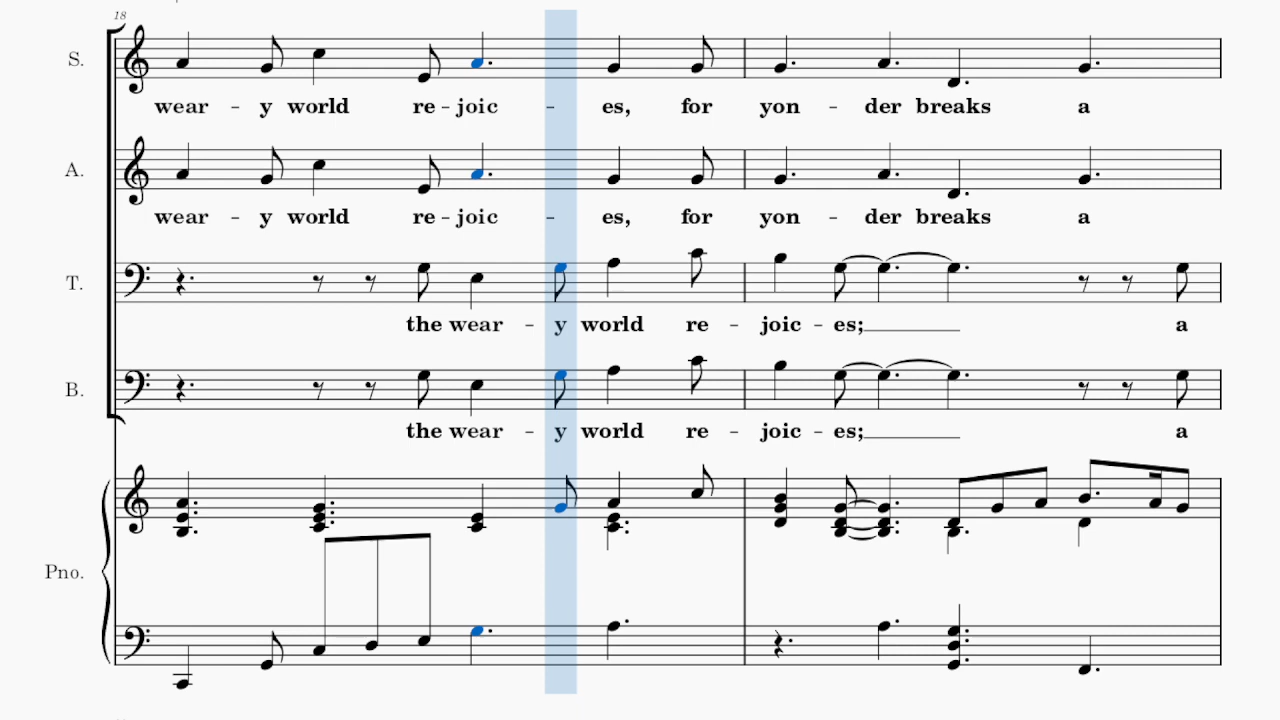 18
S.
wear - y world re - joic - es, for yon - der breaks a
A.
wear - y world re - joic - es, for yon - der breaks a
T.
the wear - y world re - joic - es; a
B.
the wear - y world re - joic - es; a
Pno.